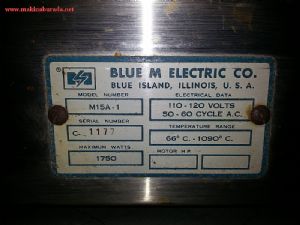 www.makinaburada.net
BLUE M ELECTRIC CO.
BLUE ISLAND, ILLINOIS, U. S. A.
MODEL NUMBER
M15A-1
SERIAL NUMBER
C- 1177
MAXIMUM WATTS
1750
ELECTRICAL DATA
110-120 VOLTS
50-60 CYCLE A.C.
TEMPERATURE RANGE
66° C.-1090° C.
MOTOR H.P.